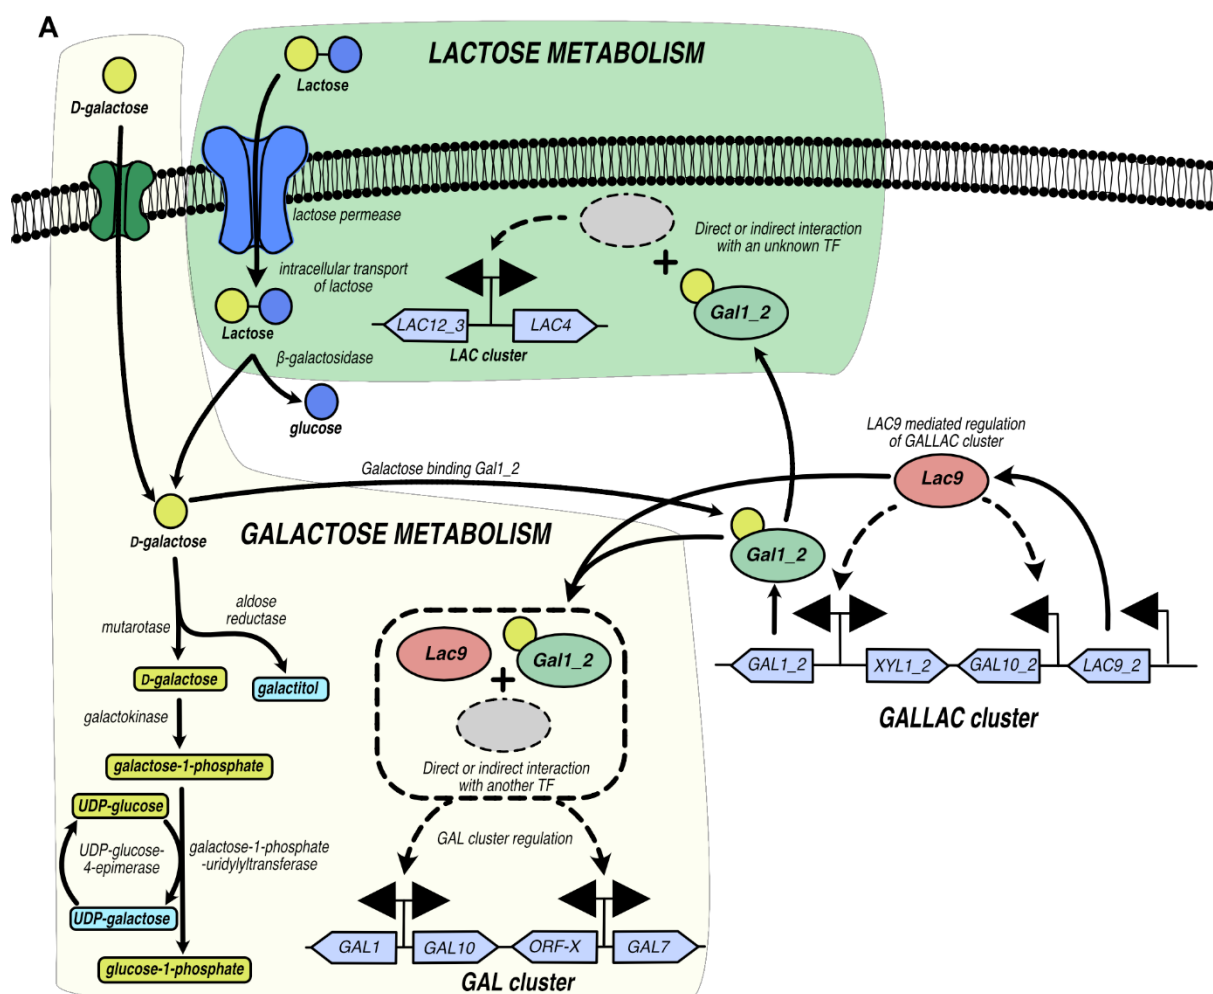 A
LACTOSE METABOLISM
Lactose
D-galactose
lactose permease
Direct or indirect interaction
with an unknown TF
intracellular transport
of lactose
Gal1_2
Lactose
LAC12_3
LAC4
LAC cluster
β-galactosidase
glucose
LAC9 mediated regulation
of GALLAC cluster
Galactose binding Gal1_2
Lac9
D-galactose
GALACTOSE METABOLISM
Gal1_2
aldose
reductase
mutarotase
Lac9
Gal1_2
GAL1_2
XYL1_2
GAL10_2
LAC9_2
D-galactose
galactitol
GALLAC cluster
galactokinase
galactose-1-phosphate
Direct or indirect interaction
with another TF
UDP-glucose
UDP-glucose-
4-epimerase
galactose-1-phosphate
-uridylyltransferase
GAL cluster regulation
UDP-galactose
GAL1
GAL10
ORF-X
GAL7
glucose-1-phosphate
GAL cluster